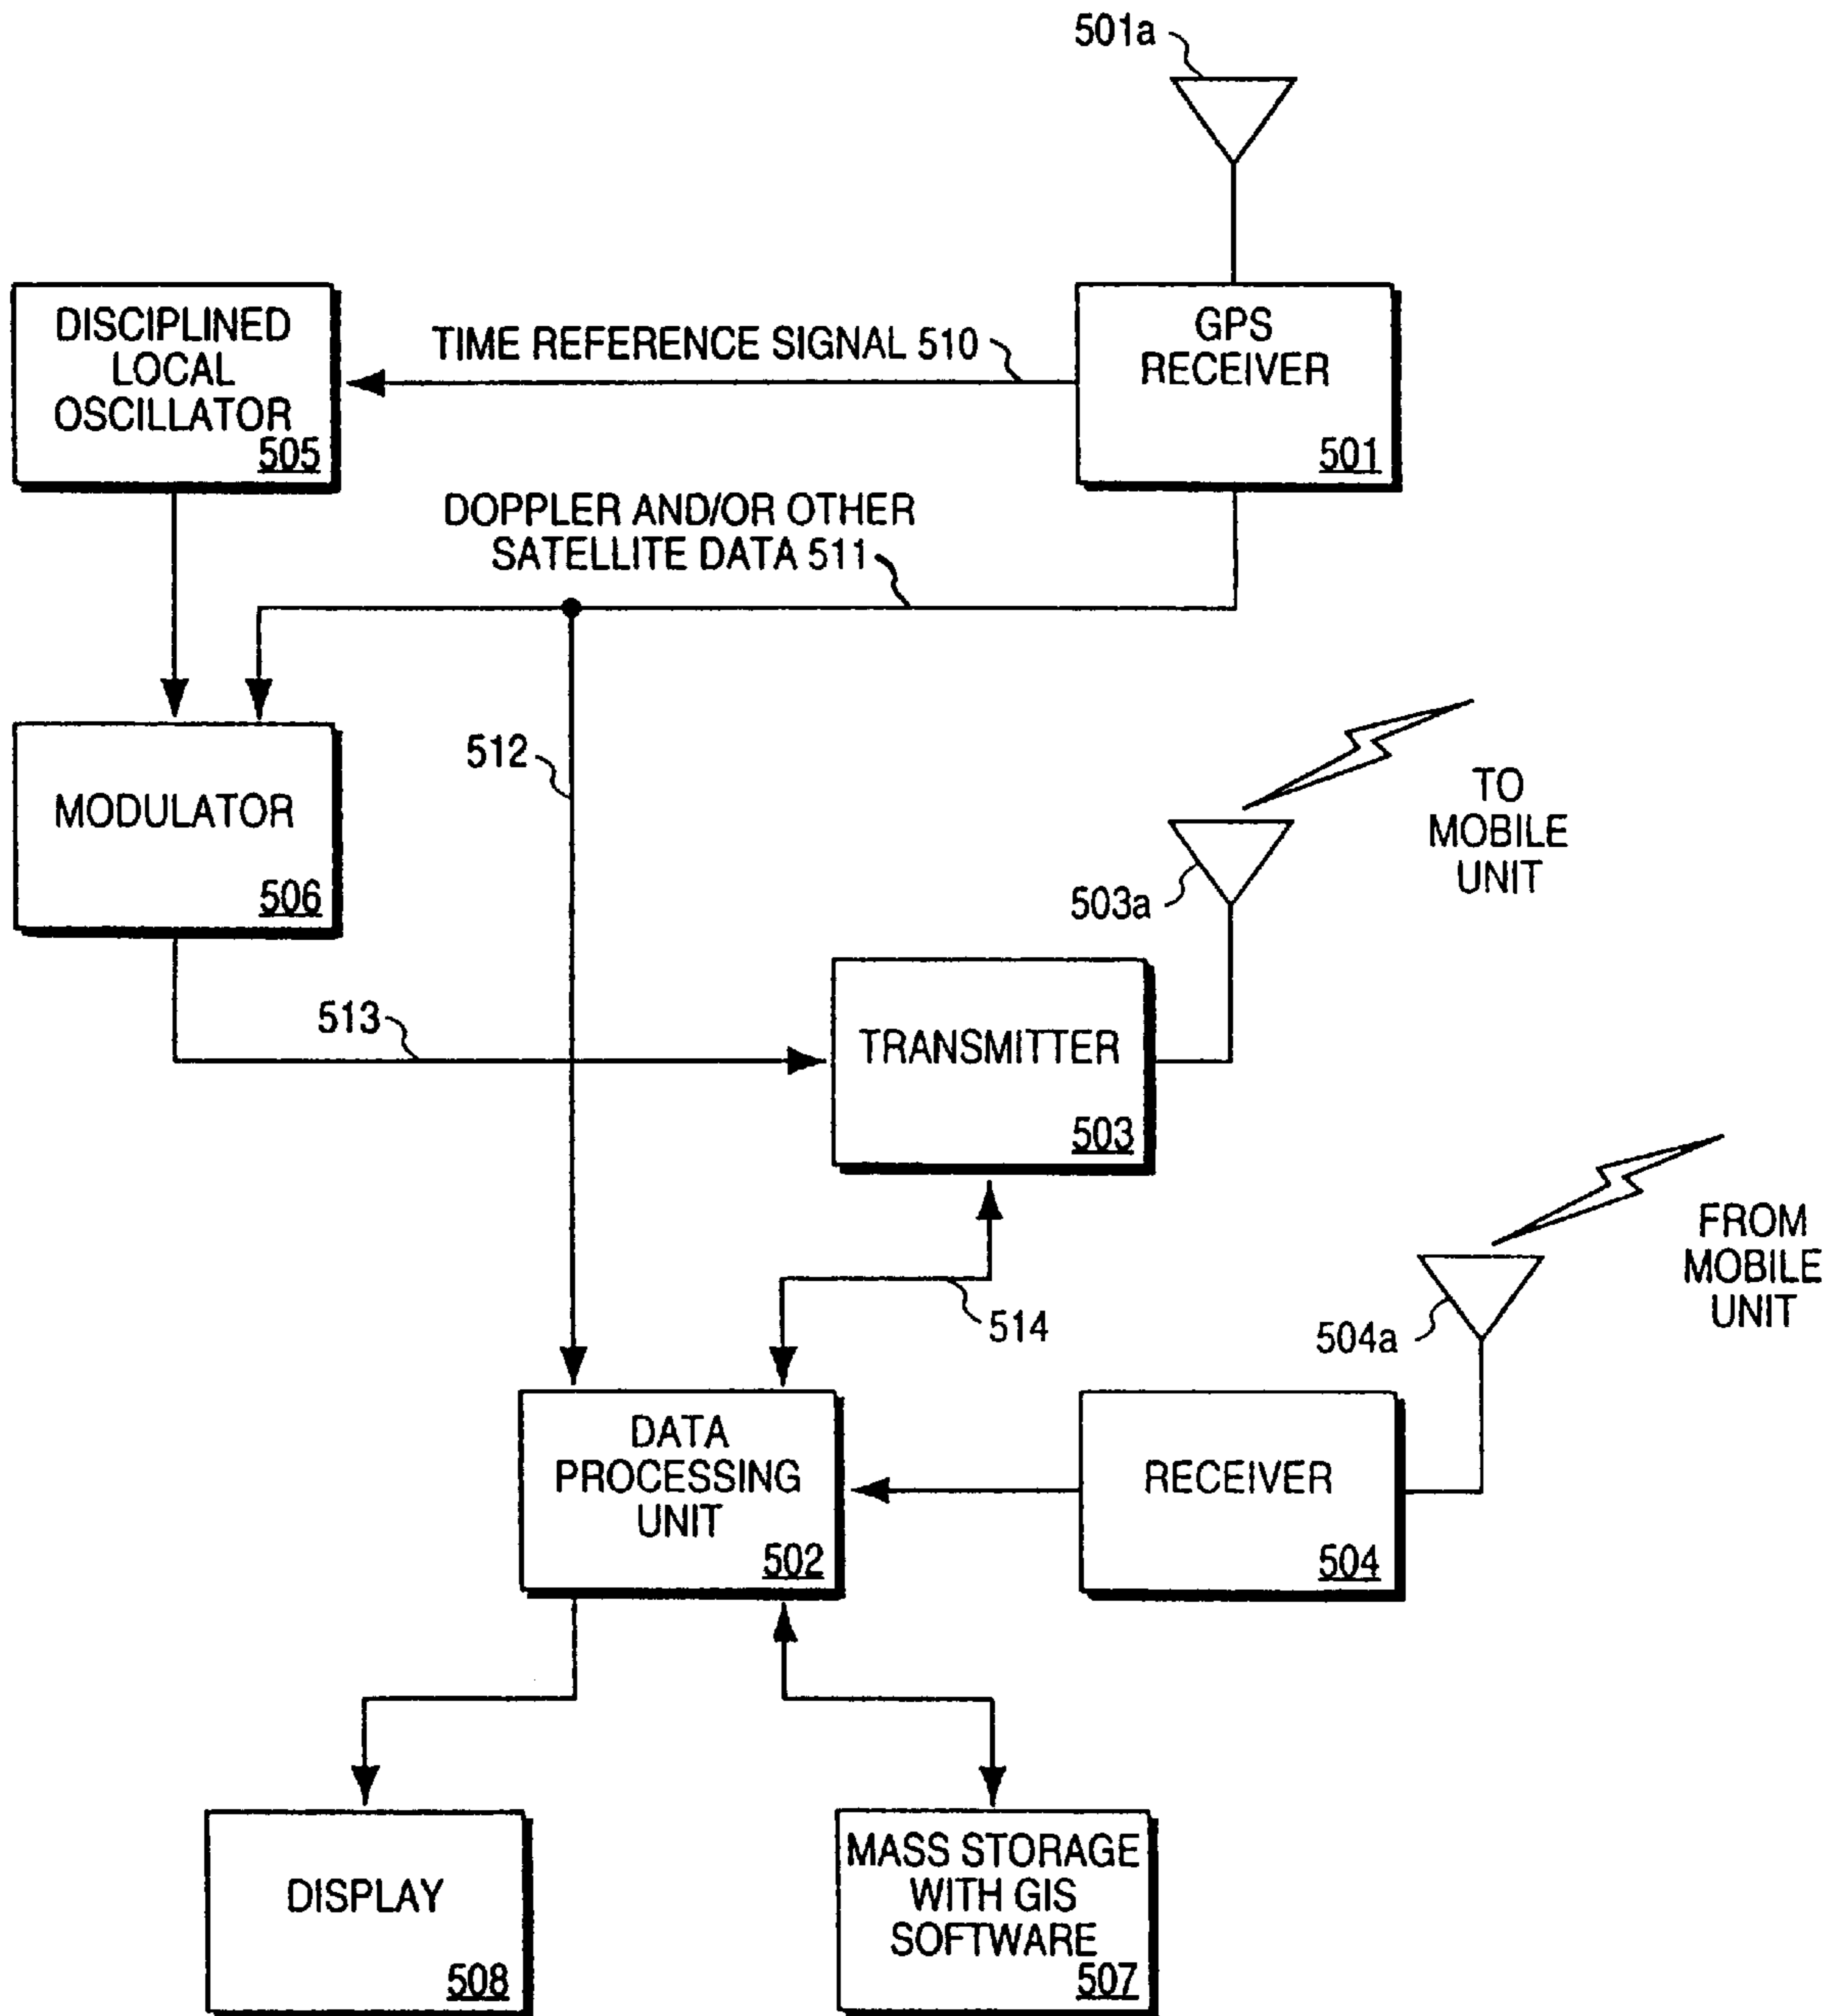 501a
DISCIPLINED
LOCAL
OSCILLATOR
505
TIME REFERENCE SIGNAL 510
GPS
RECEIVER
501
DOPPLER AND/OR OTHER
SATELLITE DATA 511
MODULATOR
506
512
TO
MOBILE
UNIT
503a
513
TRANSMITTER
503
FROM
MOBILE
UNIT
514
504a
DATA
PROCESSING
UNIT
502
RECEIVER
504
DISPLAY
508
MASS STORAGE
WITH GIS
SOFTWARE
507